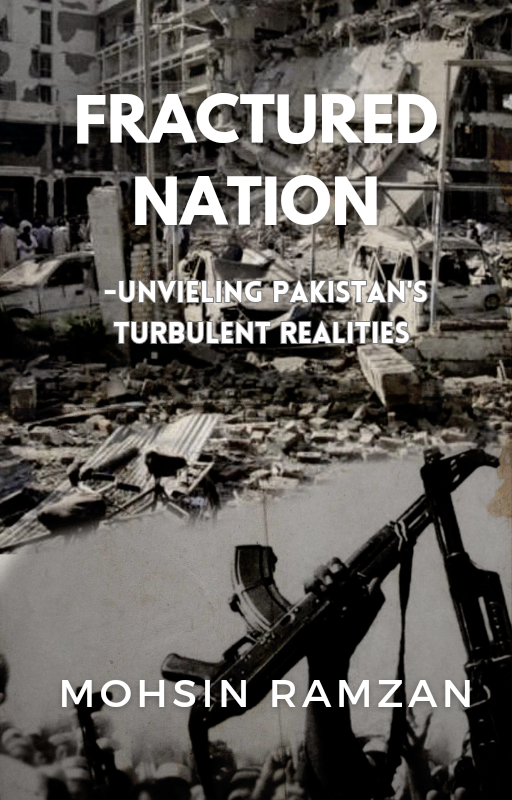 FRACTURED
NATION
-UNVIELING PAKISTAN'S
TURBULENT REALITIES
MOHSIN RAMZAN